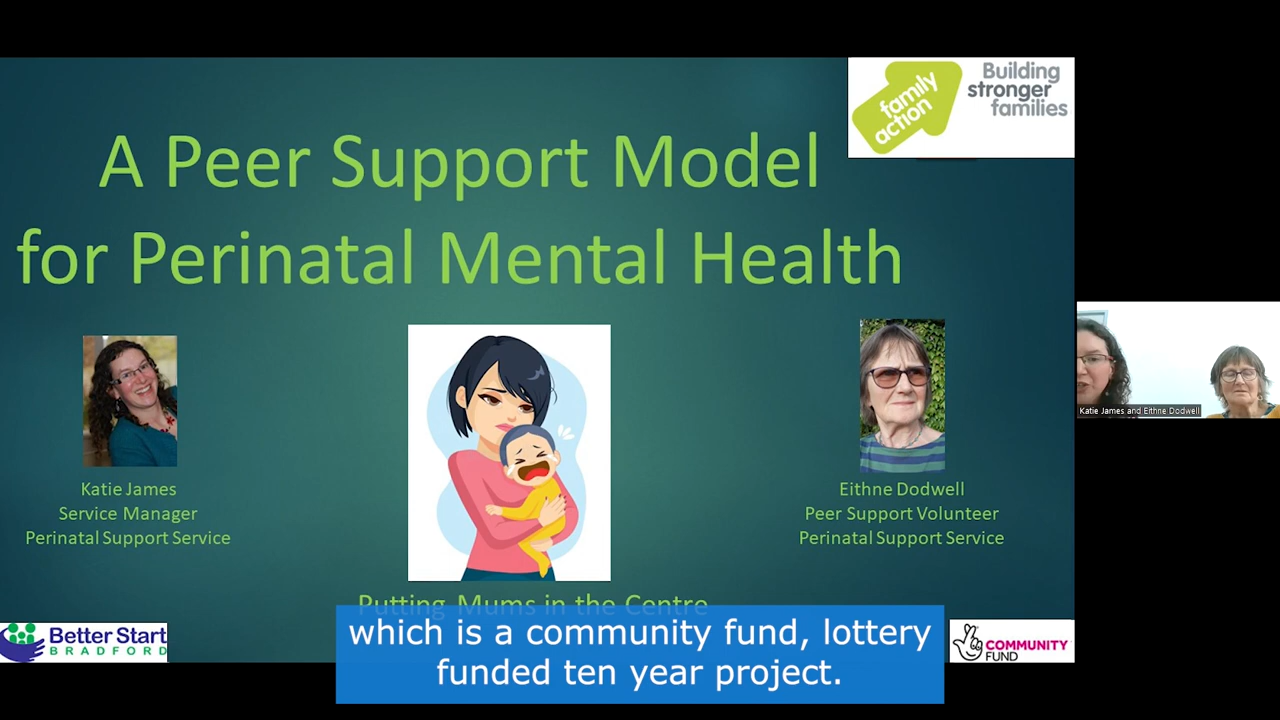 family
action
Building
stronger
families
A Peer Support Model
for Perinatal Mental Health
Katie James
Service Manager
Perinatal Support Service
Eithne Dodwell
Peer Support Volunteer
Perinatal Support Service
Katie James and Eithne Dodwell
Putting Mums in the Centre
Better Start
BRADFORD
which is a community fund, lottery
funded ten year project.
COMMUNITY
FUND